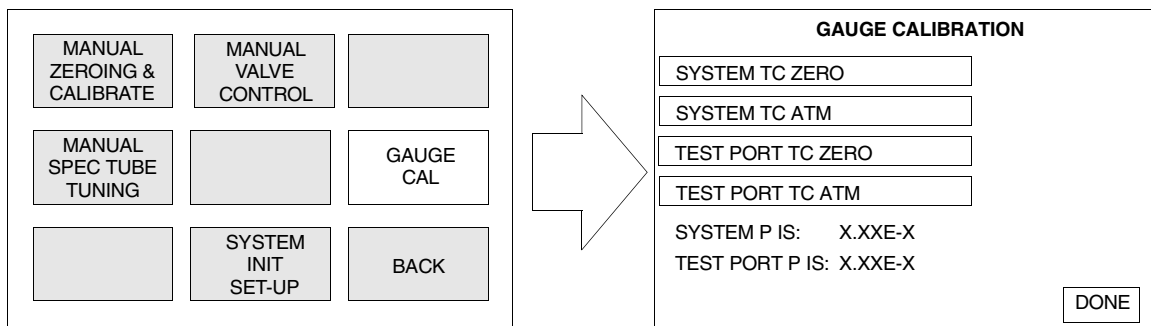 MANUAL
ZEROING &
CALIBRATE
MANUAL
VALVE
CONTROL
MANUAL
SPEC TUBE
TUNING
GAUGE
CAL
SYSTEM
INIT
SET-UP
BACK
GAUGE CALIBRATION
SYSTEM TC ZERO
SYSTEM TC ATM
TEST PORT TC ZERO
TEST PORT TC ATM
SYSTEM P IS: X.XXE-X
TEST PORT P IS: X.XXE-X
DONE